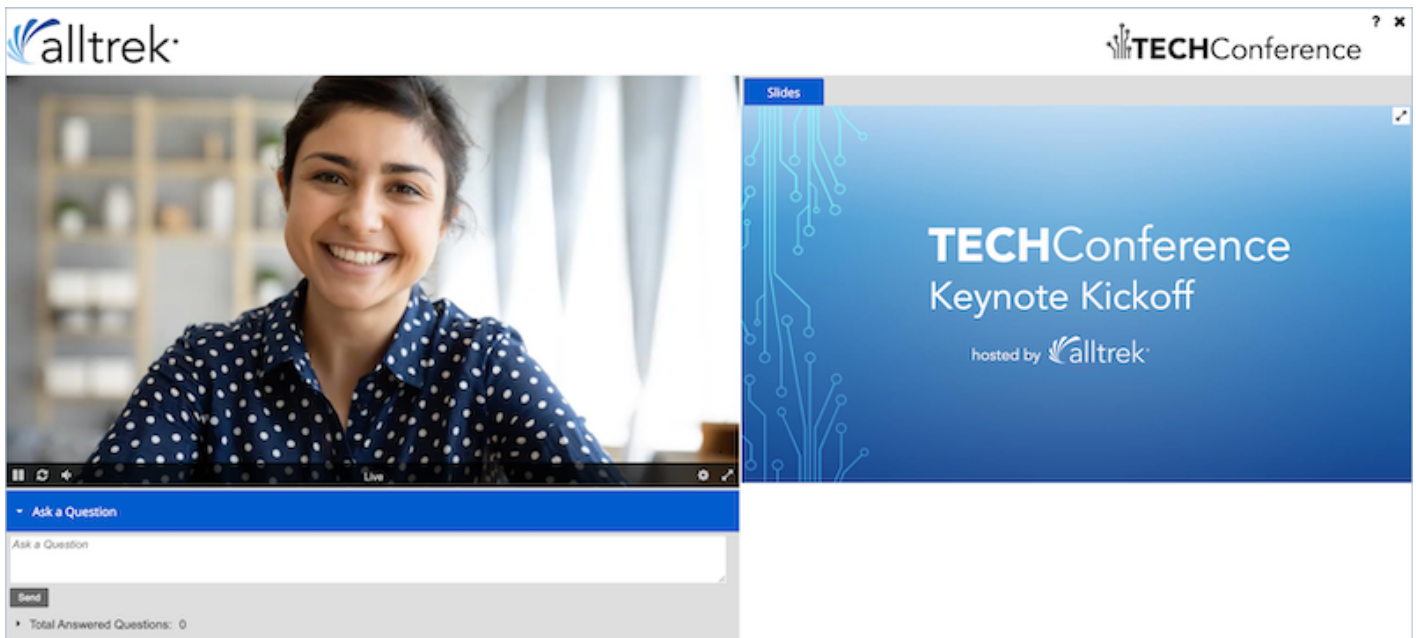 alltrek
TECHConference
? ✖
Slides
TECHConference
Keynote Kickoff
hosted by alltrek
Live
Ask a Question
Ask a Question
Send
Total Answered Questions: 0